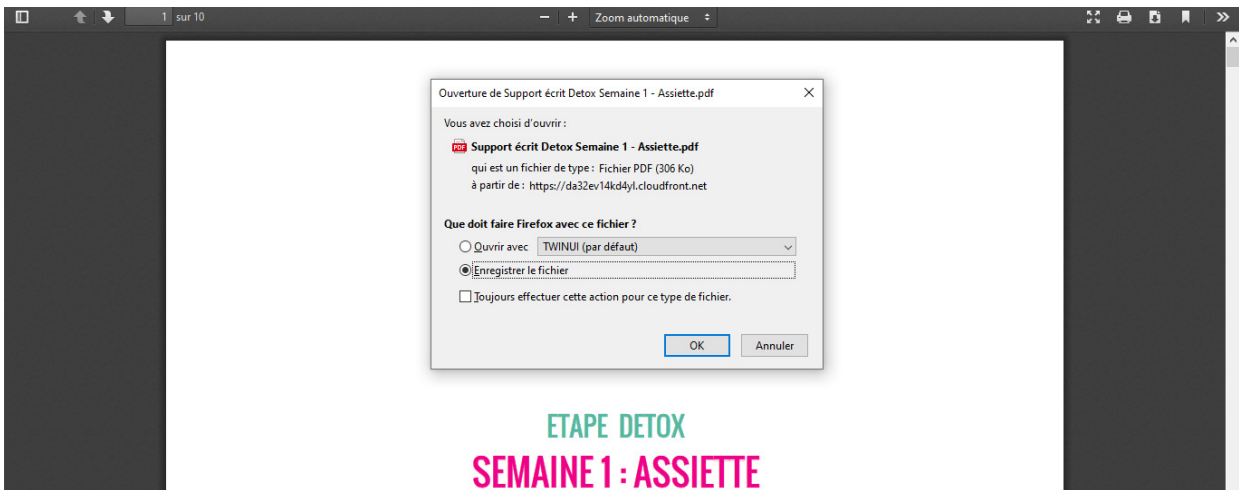 1 sur 10
Zoom automatique
Ouverture de Support écrit Detox Semaine 1 - Assiette.pdf
Vous avez choisi d'ouvrir :
PDF
Support écrit Detox Semaine 1 - Assiette.pdf
qui est un fichier de type : Fichier PDF (306 Ko)
à partir de : https://da32ev14kd4yl.cloudfront.net
Que doit faire Firefox avec ce fichier ?
Ouvrir avec TWINUI (par défaut)
Enregistrer le fichier
Toujours effectuer cette action pour ce type de fichier.
OK Annuler
ETAPE DETOX
SEMAINE 1 : ASSIETTE